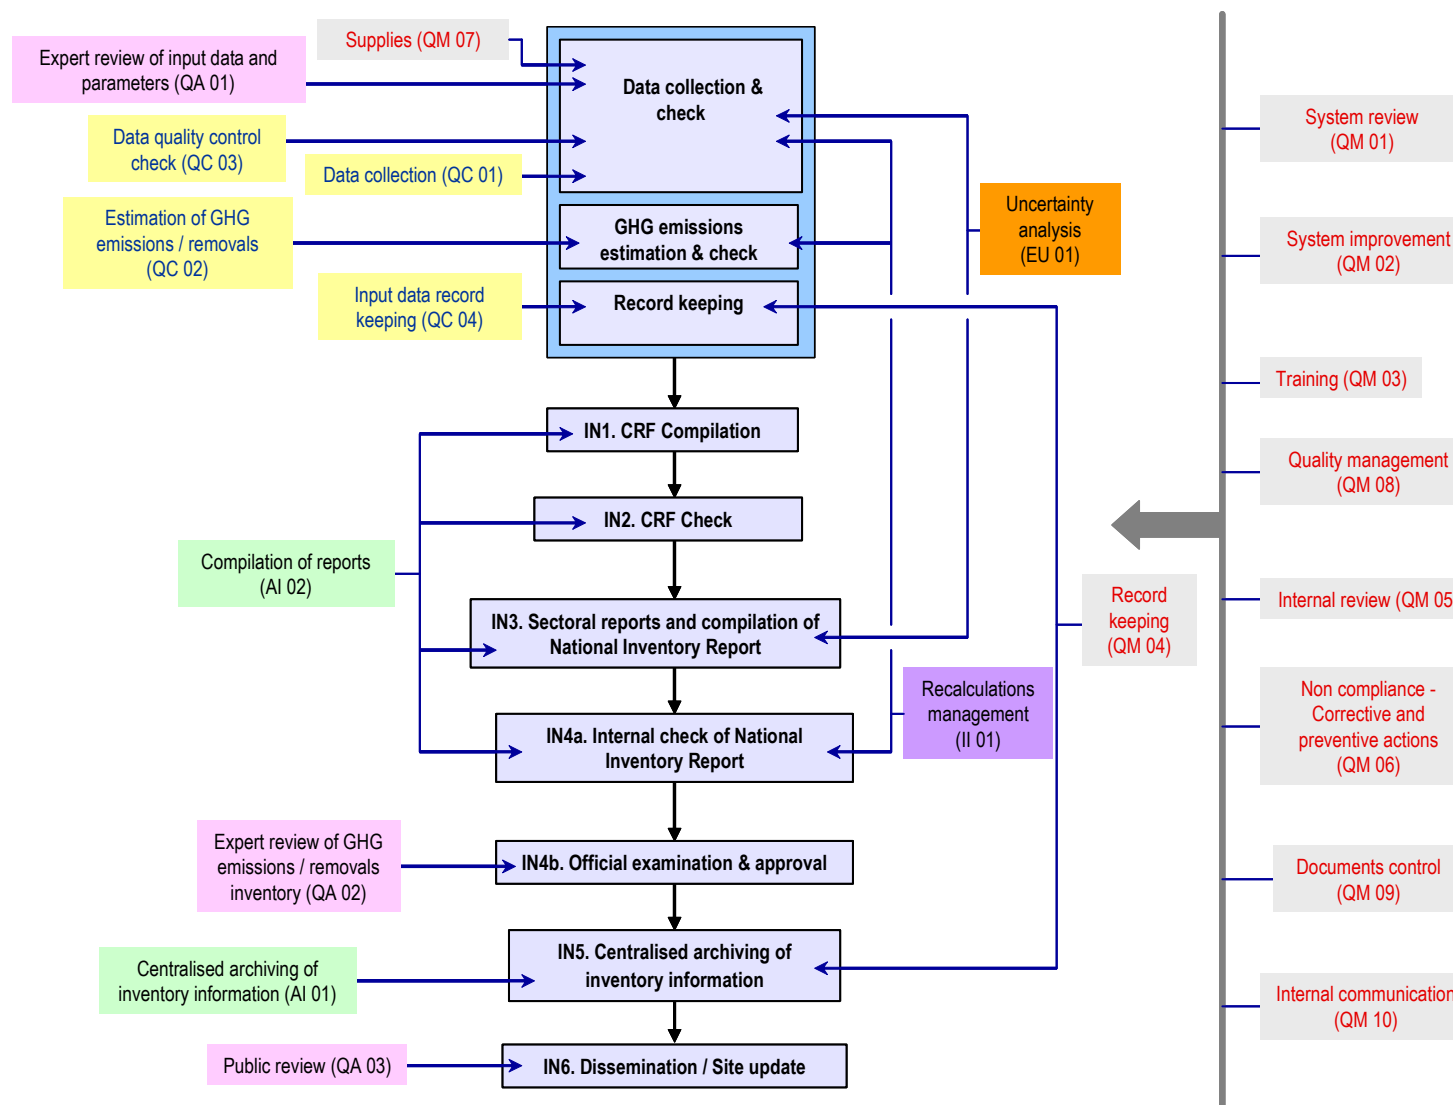 Supplies (QM 07)
Expert review of input data and
parameters (QA 01)
Data quality control
check (QC 03)
Data collection (QC 01)
Estimation of GHG
emissions / removals
(QC 02)
Input data record
keeping (QC 04)
Data collection &
check
GHG emissions
estimation & check
Record keeping
Uncertainty
analysis
(EU 01)
IN1. CRF Compilation
IN2. CRF Check
Compilation of reports
(AI 02)
IN3. Sectoral reports and compilation of
National Inventory Report
Recalculations
management
(II 01)
IN4a. Internal check of National
Inventory Report
Expert review of GHG
emissions / removals
inventory (QA 02)
IN4b. Official examination & approval
Centralised archiving of
inventory information (AI 01)
IN5. Centralised archiving of
inventory information
Public review (QA 03)
IN6. Dissemination / Site update
Record
keeping
(QM 04)
System review
(QM 01)
System improvement
(QM 02)
Training (QM 03)
Quality management
(QM 08)
Internal review (QM 05
Non compliance -
Corrective and
preventive actions
(QM 06)
Documents control
(QM 09)
Internal communication
(QM 10)